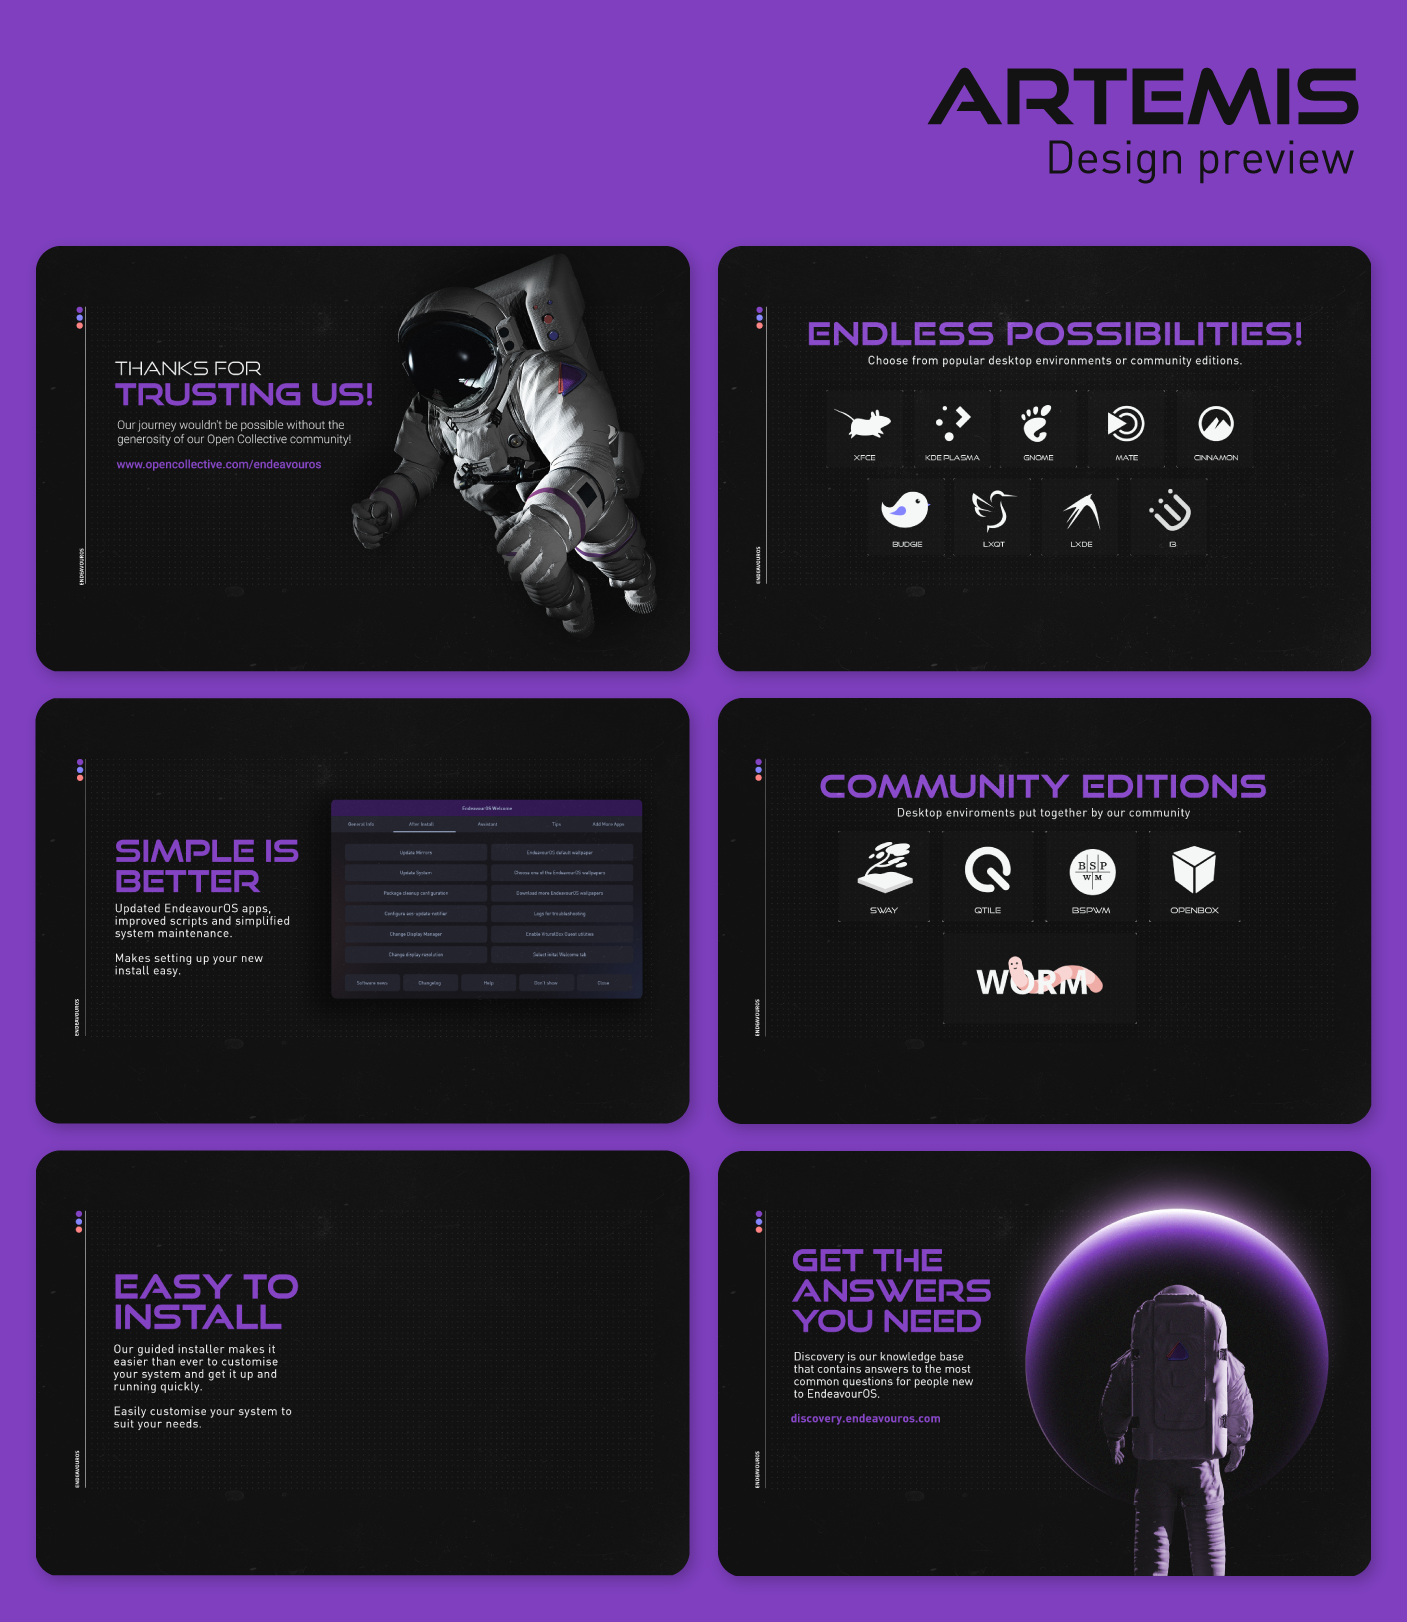 ARTEMIS
Design preview
THANKS FOR
TRUSTING US!
Our journey wouldn't be possible without the
generosity of our Open Collective community!
www.opencollective.com/endeavouros
ENDEAVOUROS
ENDLESS POSSIBILITIES!
Choose from popular desktop environments or community editions.
XFCE
KDE PLASMA
GNOME
MATE
CINNAMON
BUDGIE
LXQT
LXDE
I3
ENDEAVOUROS
SIMPLE IS
BETTER
Updated EndeavourOS apps,
improved scripts and simplified
system maintenance.
Makes setting up your new
install easy.
ENDEAVOUROS
EndeavourOS Welcome
General Info
After Install
Assistant
Tips
Add More Apps
Update Mirrors
EndeavourOS default wallpaper
Update System
Choose one of the EndeavourOS wallpapers
Package cleanup configuration
Download more EndeavourOS wallpapers
Configure eos-update-notifier
Logs for troubleshooting
Change Display Manager
Enable VirtualBox Guest utilities
Change display resolution
Select initial Welcome tab
Software news
Changelog
Help
Don't show
Close
COMMUNITY EDITIONS
Desktop enviroments put together by our community
SWAY
QTILE
BSP
WM
BSPWM
OPENBOX
WORM
ENDEAVOUROS
EASY TO
INSTALL
Our guided installer makes it
easier than ever to customise
your system and get it up and
running quickly.
Easily customise your system to
suit your needs.
ENDEAVOUROS
GET THE
ANSWERS
YOU NEED
Discovery is our knowledge base
that contains answers to the most
common questions for people new
to EndeavourOS.
discovery.endeavouros.com
ENDEAVOUROS